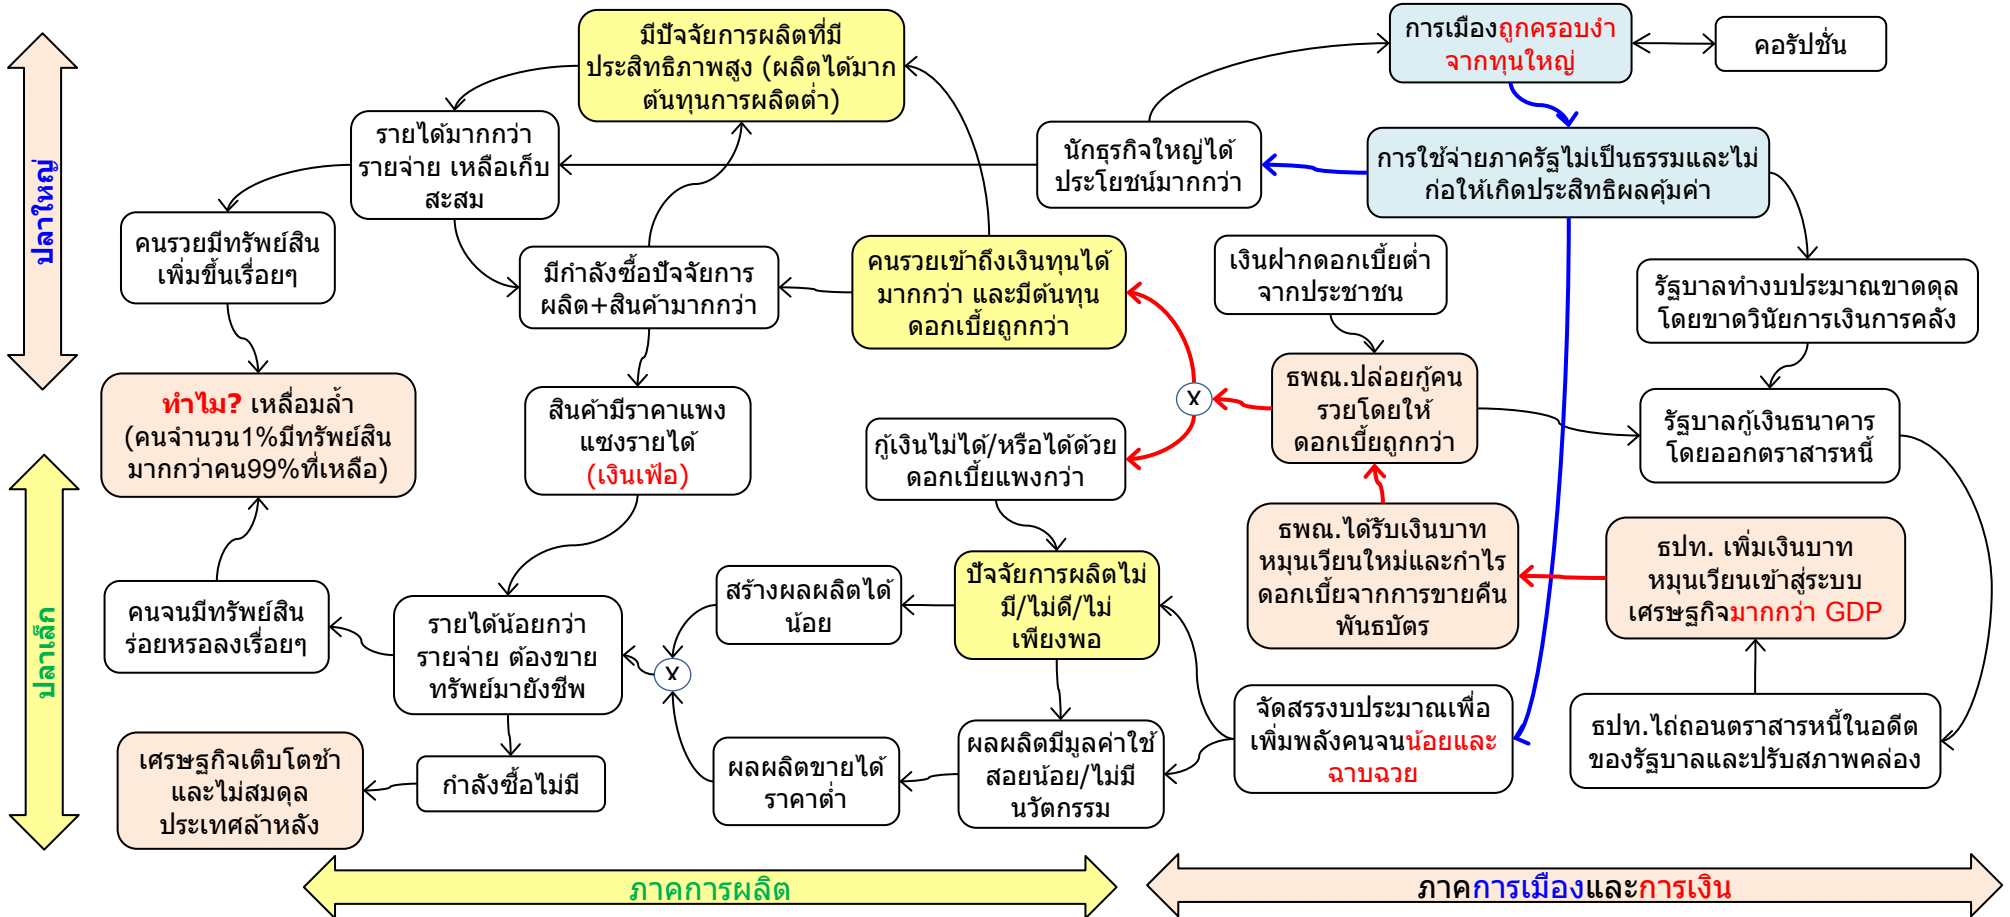 มีปัจจัยการผลิตที่มี
ประสิทธิภาพสูง (ผลิตได้มาก
ต้นทุนการผลิตต่ำ)
การเมืองถูกครอบงำ
จากทุนใหญ่
คอรัปชั่น
ปลาใหญ่
รายได้มากกว่า
รายจ่าย เหลือเก็บ
สะสม
นักธุรกิจใหญ่ได้
ประโยชน์มากกว่า
การใช้จ่ายภาครัฐไม่เป็นธรรมและไม่
ก่อให้เกิดประสิทธิผลคุ้มค่า
คนรวยมีทรัพย์สิน
เพิ่มขึ้นเรื่อยๆ
มีกำลังซื้อปัจจัยการ
ผลิต+สินค้ามากกว่า
คนรวยเข้าถึงเงินทุนได้
มากกว่า และมีต้นทุน
ดอกเบี้ยถูกกว่า
เงินฝากดอกเบี้ยต่ำ
จากประชาชน
รัฐบาลทำงบประมาณขาดดุล
โดยขาดวินัยการเงินการคลัง
ทำไม? เหลื่อมล้ำ
(คนจำนวน1%มีทรัพย์สิน
มากกว่าคน99%ที่เหลือ)
สินค้ามีราคาแพง
แซงรายได้
(เงินเฟ้อ)
X
ธพณ.ปล่อยกู้คน
รวยโดยให้
ดอกเบี้ยถูกกว่า
รัฐบาลกู้เงินธนาคาร
โดยออกตราสารหนี้
กู้เงินไม่ได้/หรือได้ด้วย
ดอกเบี้ยแพงกว่า
ปลาเล็ก
คนจนมีทรัพย์สิน
ร่อยหรอลงเรื่อยๆ
รายได้น้อยกว่า
รายจ่าย ต้องขาย
ทรัพย์มายังชีพ
X
สร้างผลผลิตได้
น้อย
ปัจจัยการผลิตไม่
มี/ไม่ดี/ไม่
เพียงพอ
ธพณ.ได้รับเงินบาท
หมุนเวียนใหม่และกำไร
ดอกเบี้ยจากการขายคืน
พันธบัตร
ธปท. เพิ่มเงินบาท
หมุนเวียนเข้าสู่ระบบ
เศรษฐกิจมากกว่า GDP
เศรษฐกิจเติบโตช้า
และไม่สมดุล
ประเทศล้าหลัง
กำลังซื้อไม่มี
ผลผลิตขายได้
ราคาต่ำ
ผลผลิตมีมูลค่าใช้
สอยน้อย/ไม่มี
นวัตกรรม
จัดสรรงบประมาณเพื่อ
เพิ่มพลังคนจนน้อยและ
ฉาบฉวย
ธปท.ไถ่ถอนตราสารหนี้ในอดีต
ของรัฐบาลและปรับสภาพคล่อง
ภาคการผลิต
ภาคการเมืองและการเงิน